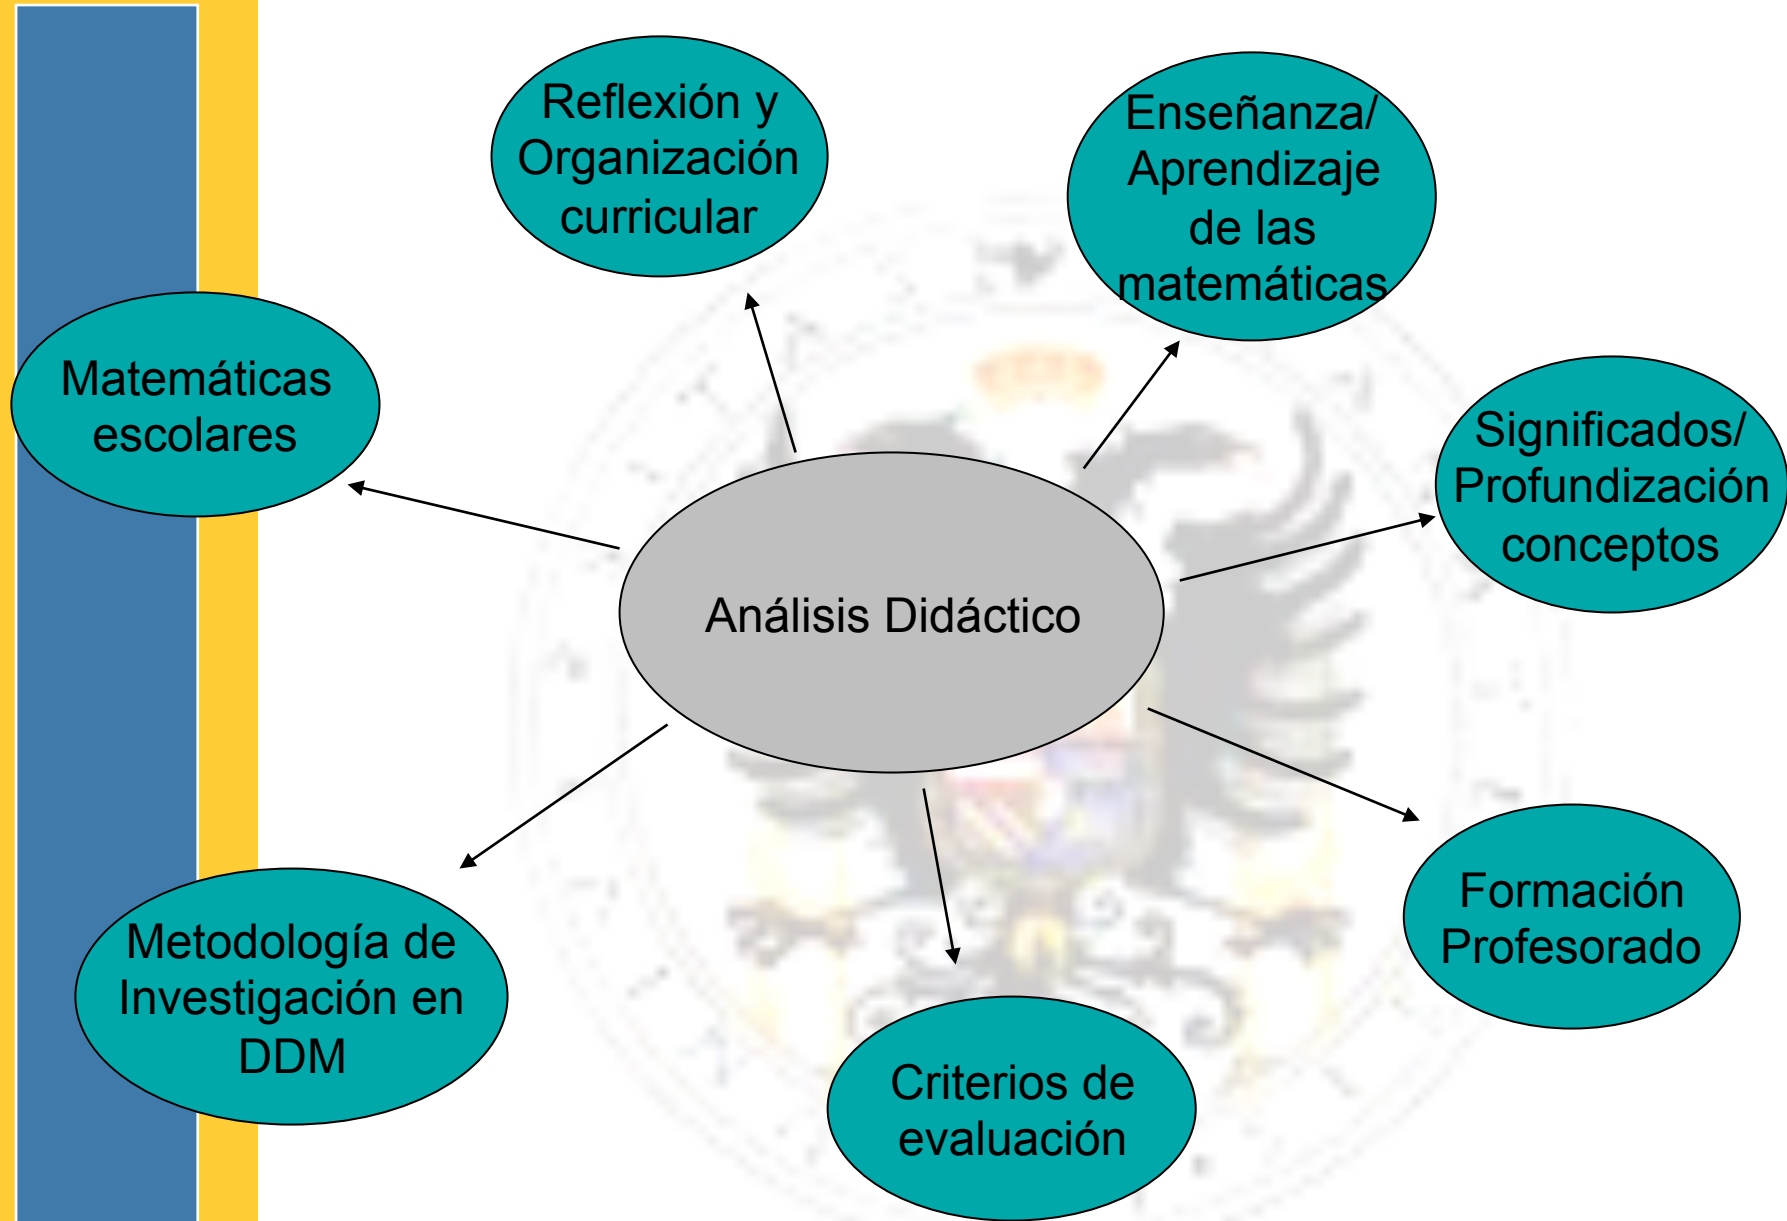 Reflexión y
Organización
curricular
Enseñanza/
Aprendizaje
de las
matemáticas
Matemáticas
escolares
Significados/
Profundización
conceptos
Análisis Didáctico
Formación
Profesorado
Metodología de
Investigación en
DDM
Criterios de
evaluación